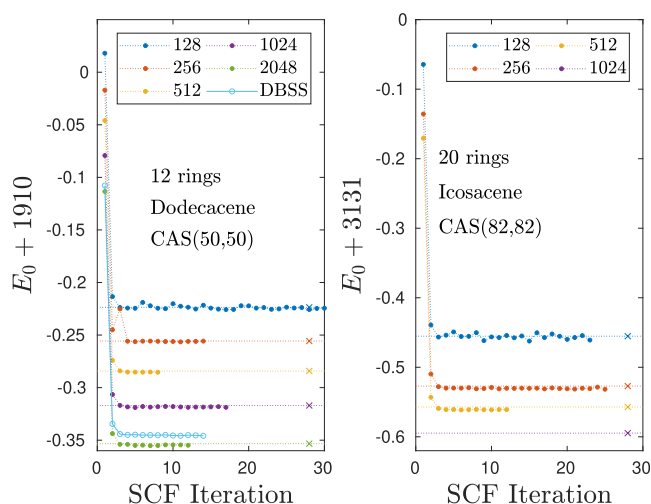 128
1024
256
2048
512
DBSS
0
-0.05
-0.1
-0.15
-0.2
-0.25
-0.3
-0.35
E₀ + 1910
12 rings
Dodecacene
CAS(50,50)
0
10
20
30
SCF Iteration
128
512
256
1024
-0
-0.1
-0.2
-0.3
-0.4
-0.5
-0.6
E₀ + 3131
20 rings
Icosacene
CAS(82,82)
0
10
20
30
SCF Iteration